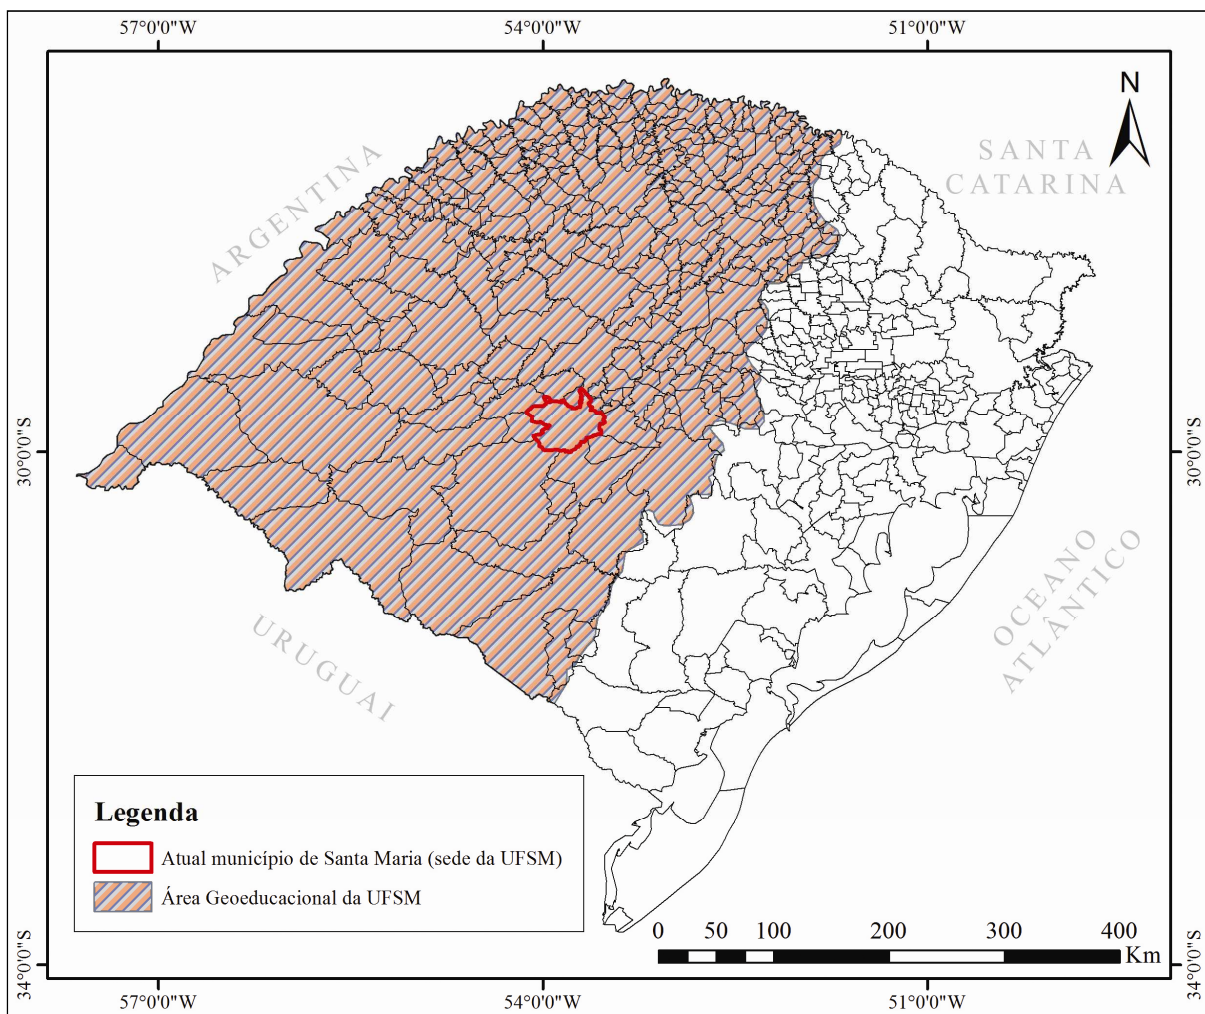 57°0'0"W 54°0'0"W 51°0'0"W
N
SANTA
CATARINA
ARGENTINA
30°0'0"S
30°0'0"S
OCEANO
ATLÂNTICO
URUGUAI
Legenda
Atual município de Santa Maria (sede da UFSM)
Área Geoeducacional da UFSM
0 50 100 200 300 400
Km
34°0'0"S
34°0'0"S
57°0'0"W 54°0'0"W 51°0'0"W